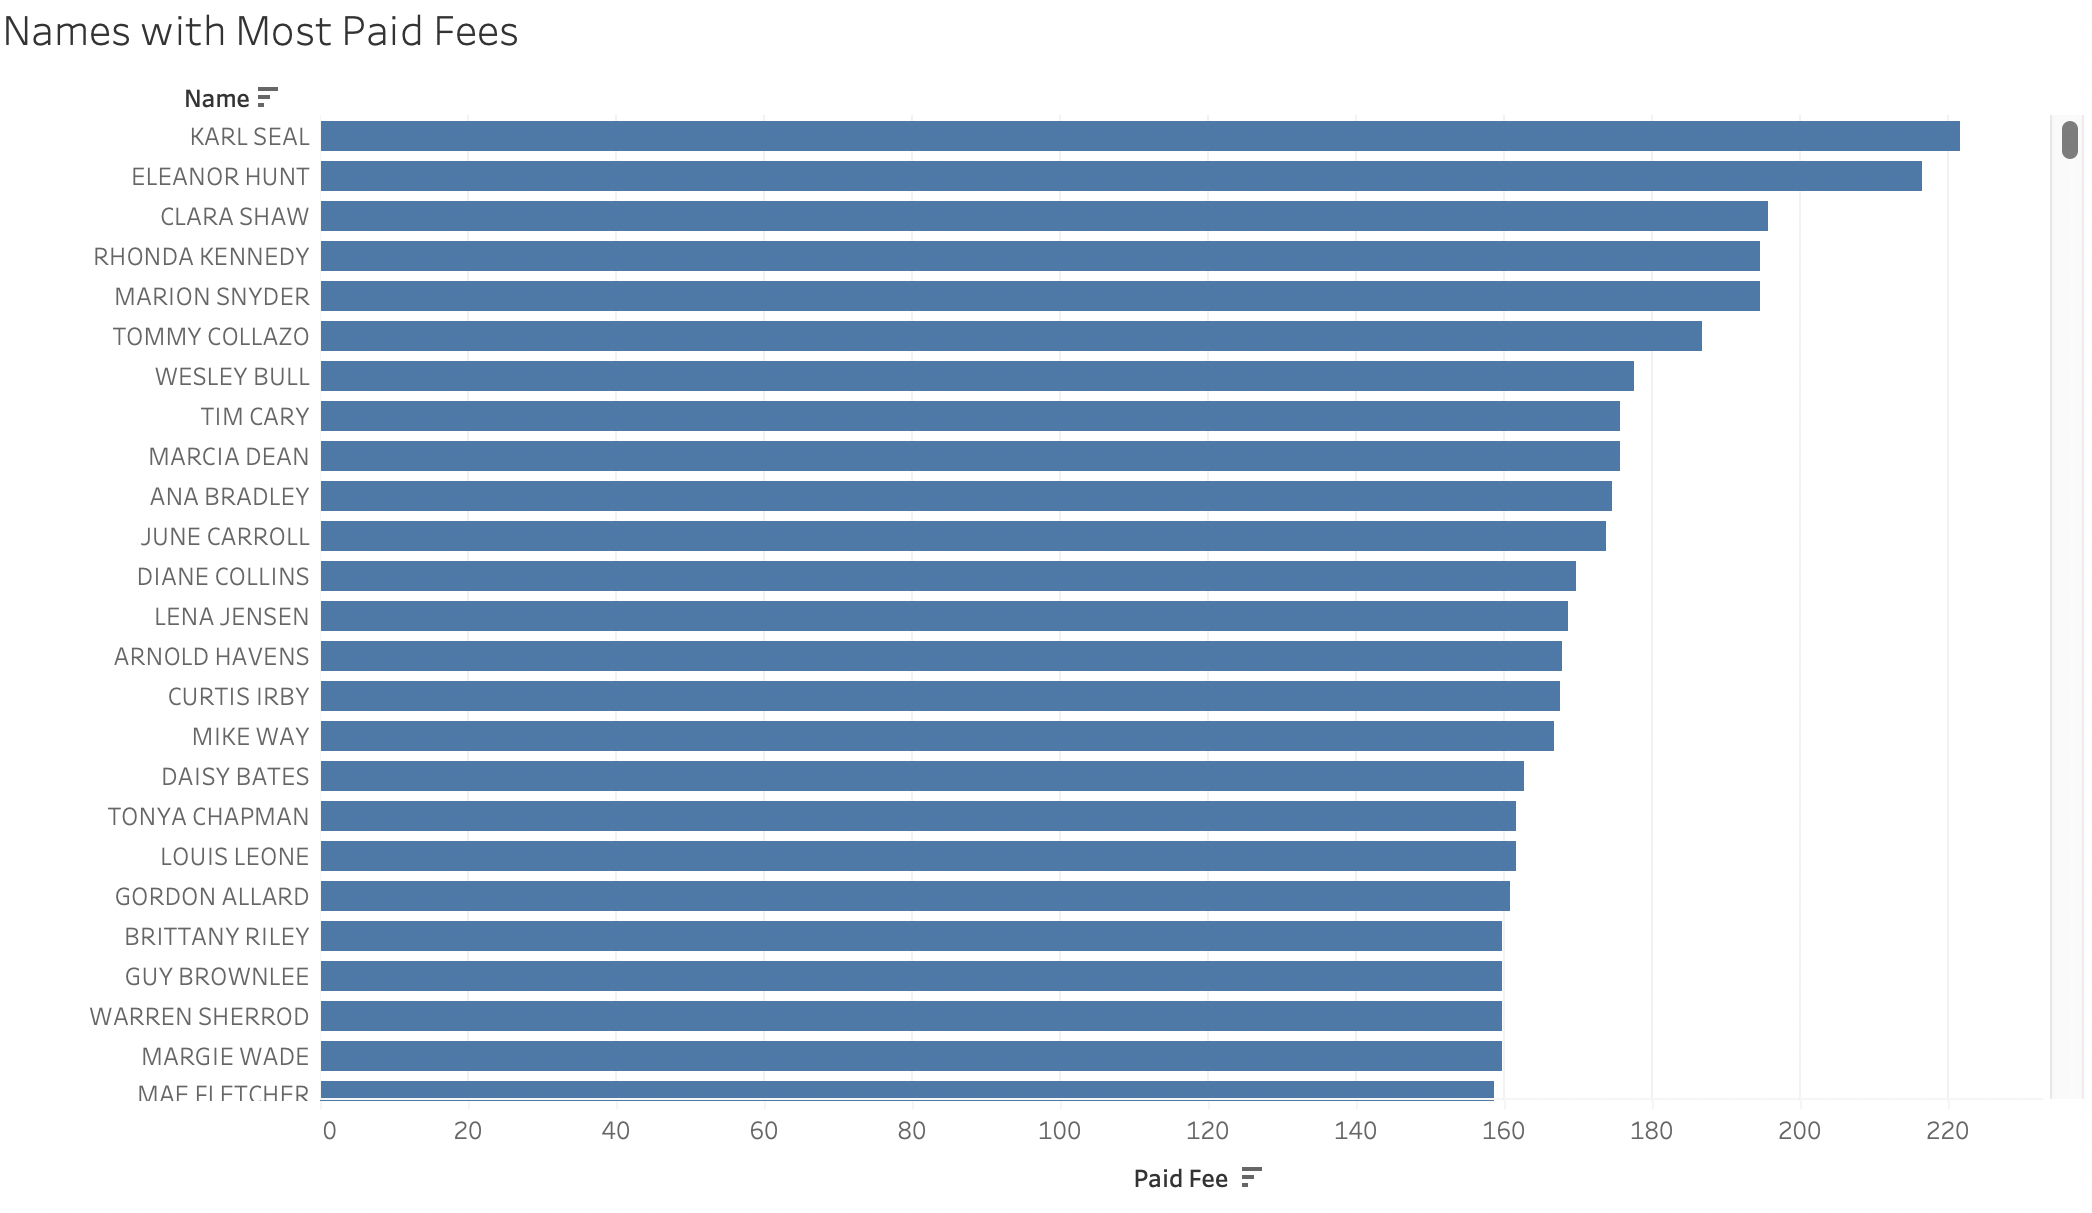 Names with Most Paid Fees
Name
KARL SEAL
ELEANOR HUNT
CLARA SHAW
RHONDA KENNEDY
MARION SNYDER
TOMMY COLLAZO
WESLEY BULL
TIM CARY
MARCIA DEAN
ANA BRADLEY
JUNE CARROLL
DIANE COLLINS
LENA JENSEN
ARNOLD HAVENS
CURTIS IRBY
MIKE WAY
DAISY BATES
TONYA CHAPMAN
LOUIS LEONE
GORDON ALLARD
BRITTANY RILEY
GUY BROWNLEE
WARREN SHERROD
MARGIE WADE
MAE FLETCHER
0 20 40 60 80 100 120 140 160 180 200 220
Paid Fee